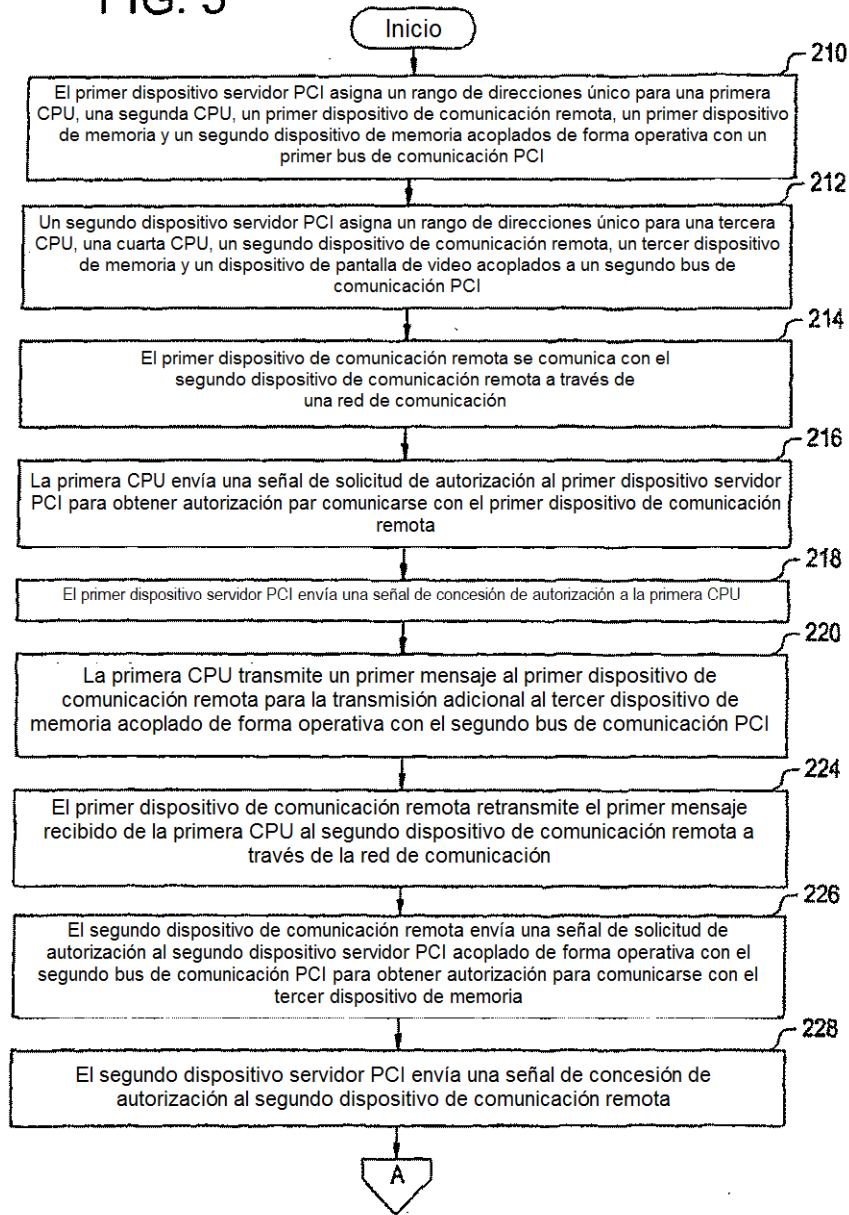 FIG.
Inicio
210
El primer dispositivo servidor PCI asigna un rango de direcciones único para una primera
CPU, una segunda CPU, un primer dispositivo de comunicación remota, un primer dispositivo
de memoria y un segundo dispositivo de memoria acoplados de forma operativa con un
primer bus de comunicación PCI
212
Un segundo dispositivo servidor PCI asigna un rango de direcciones único para una tercera
CPU, una cuarta CPU, un segundo dispositivo de comunicación remota, un tercer dispositivo
de memoria y un dispositivo de pantalla de video acoplados a un segundo bus de
comunicación PCI
214
El primer dispositivo de comunicación remota se comunica con el
segundo dispositivo de comunicación remota a través de
una red de comunicación
216
La primera CPU envía una señal de solicitud de autorización al primer dispositivo servidor
PCI para obtener autorización par comunicarse con el primer dispositivo de comunicación
remota
218
El primer dispositivo servidor PCI envía una señal de concesión de autorización a la primera CPU
220
La primera CPU transmite un primer mensaje al primer dispositivo de
comunicación remota para la transmisión adicional al tercer dispositivo de
memoria acoplado de forma operativa con el segundo bus de comunicación PCI
224
El primer dispositivo de comunicación remota retransmite el primer mensaje
recibido de la primera CPU al segundo dispositivo de comunicación remota a
través de la red de comunicación
226
El segundo dispositivo de comunicación remota envía una señal de solicitud de
autorización al segundo dispositivo servidor PCI acoplado de forma operativa con el
segundo bus de comunicación PCI para obtener autorización para comunicarse con el
tercer dispositivo de memoria
228
El segundo dispositivo servidor PCI envía una señal de concesión de
autorización al segundo dispositivo de comunicación remota
A